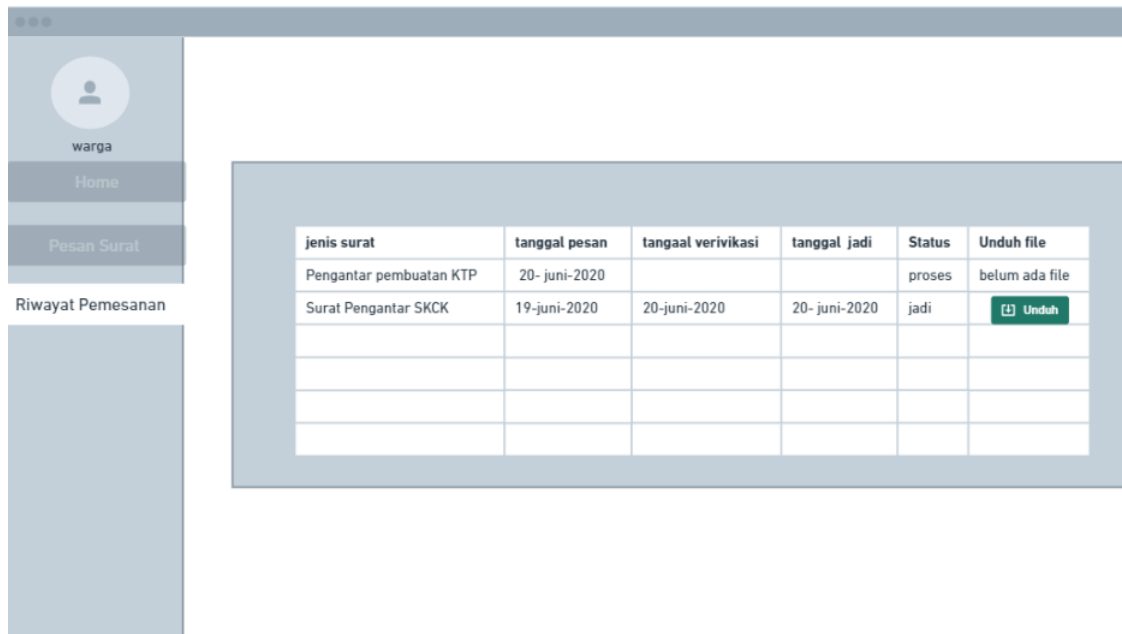 warga
Home
Pesan Surat
Riwayat Pemesanan
jenis surat tanggal pesan tangaal verivikasi tanggal jadi Status Unduh file
Pengantar pembuatan KTP 20- juni-2020 proses belum ada file
Surat Pengantar SKCK 19-juni-2020 20-juni-2020 20- juni-2020 jadi Unduh